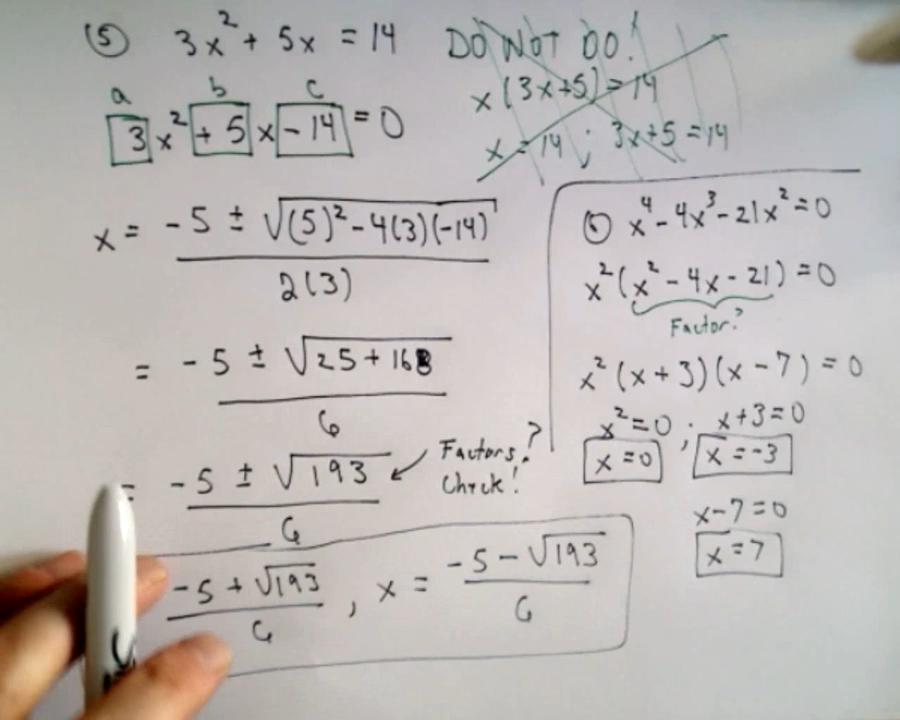 ⑤ 3x² + 5x = 14
a b c
3 x² + 5 x - 14 = 0
x = -5 ± √(5)² - 4(3)(-14)
2(3)
= -5 ± √25 + 168
6
= -5 ± √193
6
Factors?
Check!
-5 + √193 , x = -5 - √193
6 6
DO NOT DO!
x(3x+5) = 14
x = 14 ; 3x+5 = 14
⑥ x⁴ - 4x³ - 21x² = 0
x²(x² - 4x - 21) = 0
Factor?
x²(x + 3)(x - 7) = 0
x² = 0 ; x+3 = 0
x = 0 x = -3
x - 7 = 0
x = 7